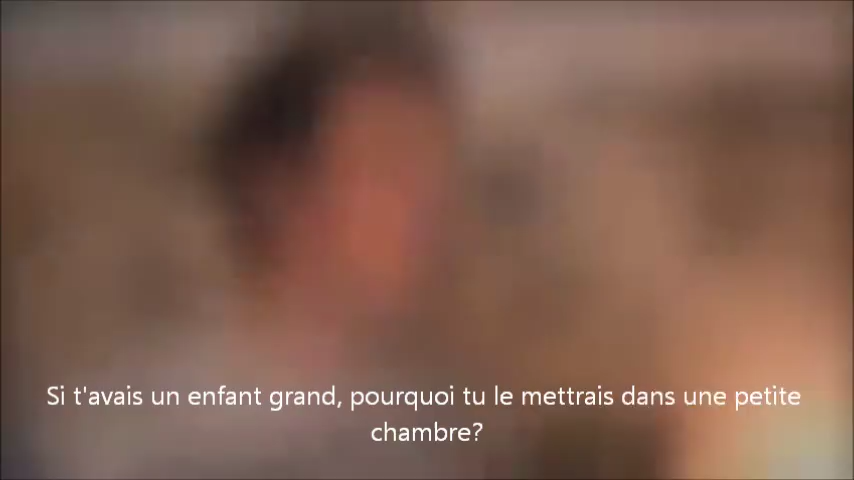 Si t'avais un enfant grand, pourquoi tu le mettrais dans une petite
chambre?